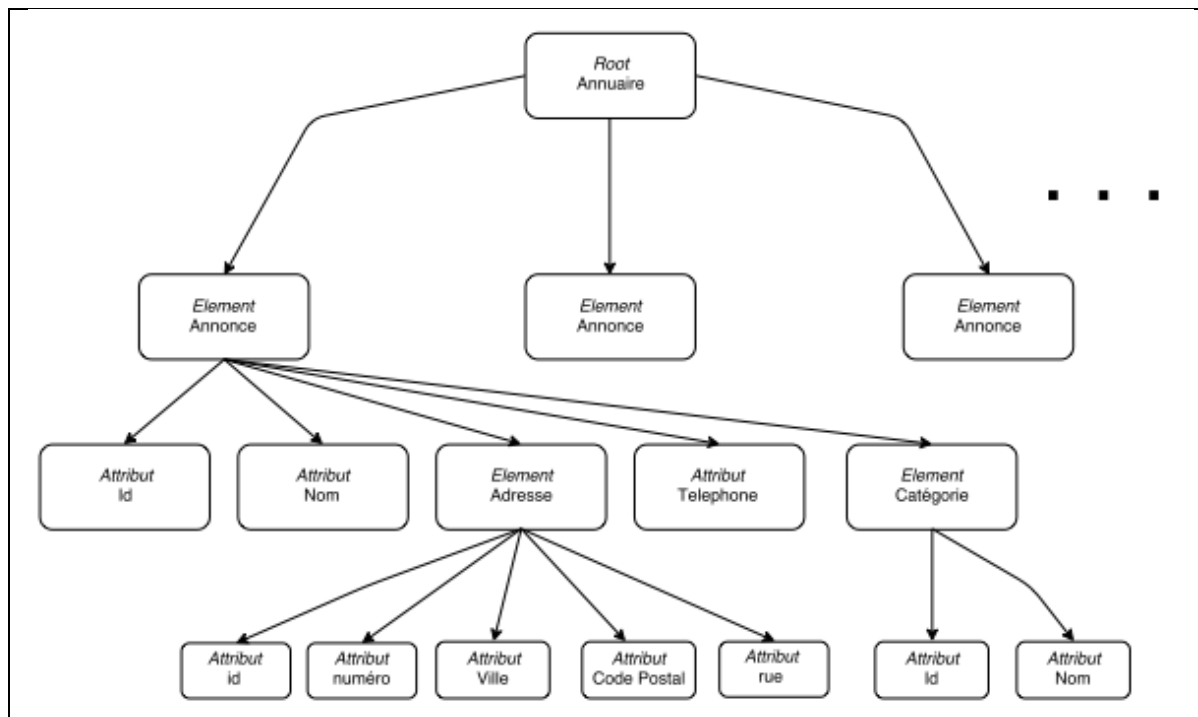 Root
Annuaire
Element
Annonce
Element
Annonce
Element
Annonce
Attribut
Id
Attribut
Nom
Element
Adresse
Attribut
Telephone
Element
Catégorie
Attribut
id
Attribut
numéro
Attribut
Ville
Attribut
Code Postal
Attribut
rue
Attribut
Id
Attribut
Nom